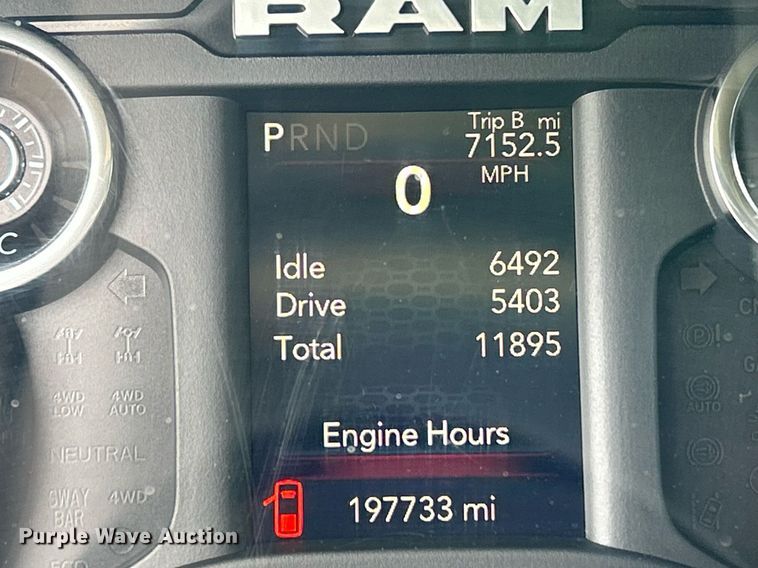 RAM
PRND
Trip B mi
7152.5
0 MPH
Idle 6492
Drive 5403
Total 11895
Engine Hours
197733 mi
C
4WD LOW
4WD AUTO
NEUTRAL
SWAY BAR
4WD
AUTO
Purple Wave Auction